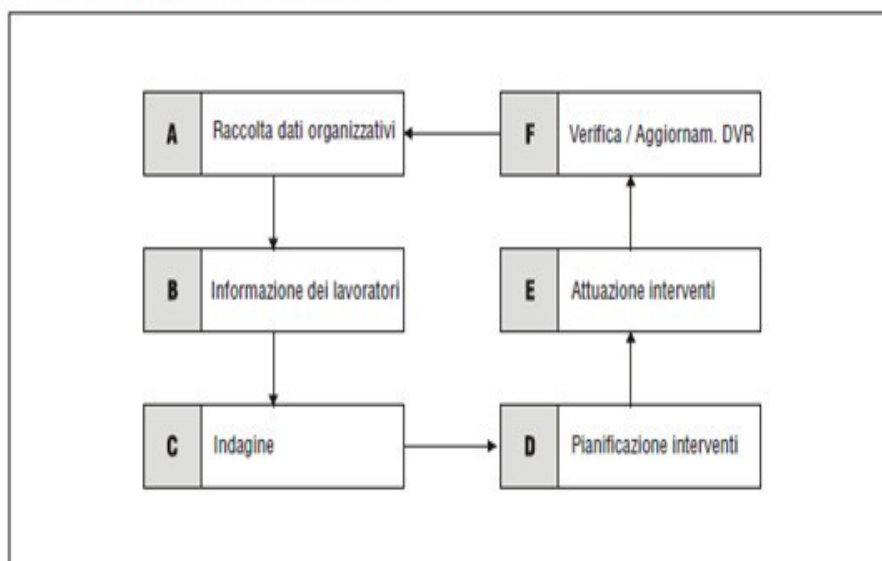 A Raccolta dati organizzativi
B Informazione dei lavoratori
C Indagine
D Pianificazione interventi
E Attuazione interventi
F Verifica / Aggiornam. DVR